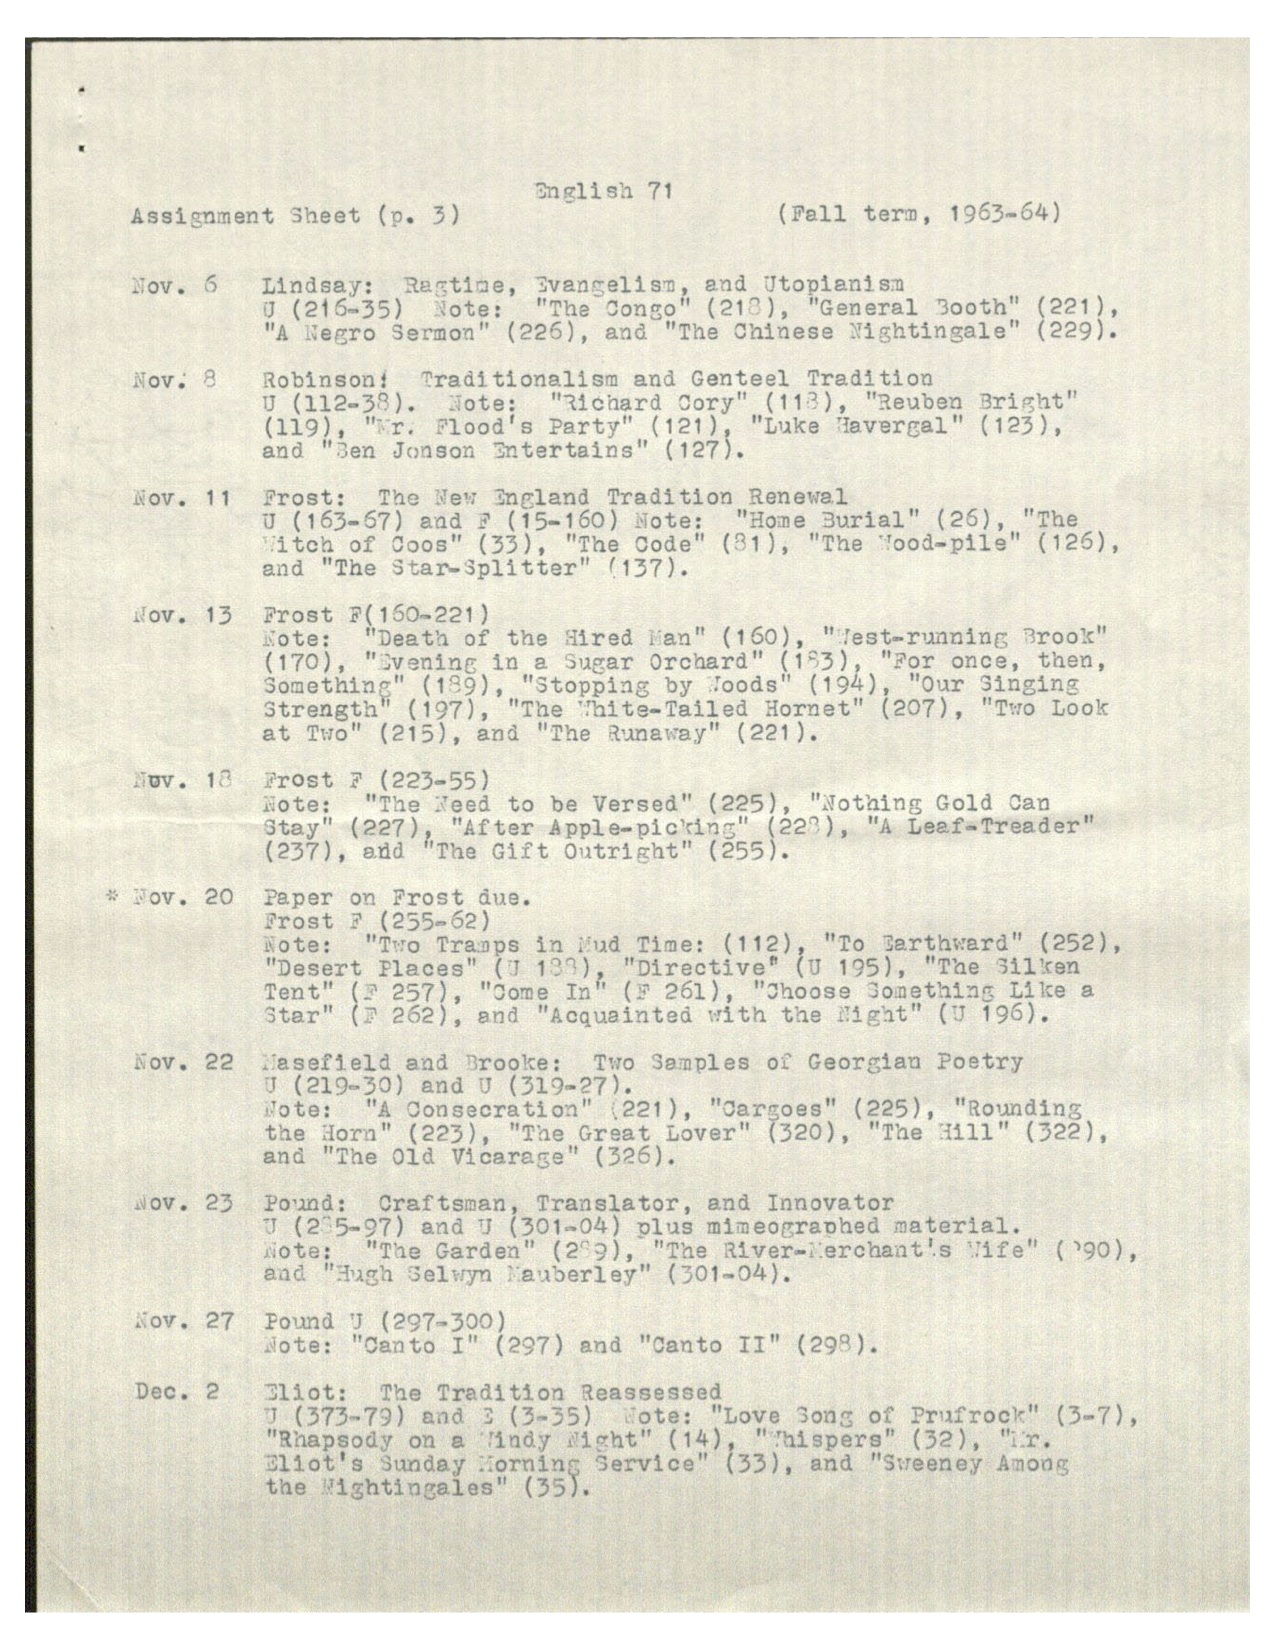 English 71
Assignment Sheet (p. 3) (Fall term, 1963-64)
Nov. 6 Lindsay: Ragtime, Evangelism, and Utopianism
U (216-35) Note: "The Congo" (218), "General Booth" (221),
"A Negro Sermon" (226), and "The Chinese Nightingale" (229).
Nov. 8 Robinson: Traditionalism and Genteel Tradition
U (112-38). Note: "Richard Cory" (118), "Reuben Bright"
(119), "Mr. Flood's Party" (121), "Luke Havergal" (123),
and "Ben Jonson Entertains" (127).
Nov. 11 Frost: The New England Tradition Renewal
U (163-67) and F (15-160) Note: "Home Burial" (26), "The
Witch of Coos" (33), "The Code" (81), "The Wood-pile" (126),
and "The Star-Splitter" (137).
Nov. 13 Frost F(160-221)
Note: "Death of the Hired Man" (160), "West-running Brook"
(170), "Evening in a Sugar Orchard" (183), "For once, then,
Something" (189), "Stopping by Woods" (194), "Our Singing
Strength" (197), "The White-Tailed Hornet" (207), "Two Look
at Two" (215), and "The Runaway" (221).
Nov. 18 Frost F (223-55)
Note: "The Need to be Versed" (225), "Nothing Gold Can
Stay" (227), "After Apple-picking" (228), "A Leaf-Treader"
(237), and "The Gift Outright" (255).
* Nov. 20 Paper on Frost due.
Frost F (255-62)
Note: "Two Tramps in Mud Time: (112), "To Earthward" (252),
"Desert Places" (U 188), "Directive" (U 195), "The Silken
Tent" (F 257), "Come In" (F 261), "Choose Something Like a
Star" (F 262), and "Acquainted with the Night" (U 196).
Nov. 22 Masefield and Brooke: Two Samples of Georgian Poetry
U (219-30) and U (319-27).
Note: "A Consecration" (221), "Cargoes" (225), "Rounding
the Horn" (223), "The Great Lover" (320), "The Hill" (322),
and "The Old Vicarage" (326).
Nov. 23 Pound: Craftsman, Translator, and Innovator
U (285-97) and U (301-04) plus mimeographed material.
Note: "The Garden" (289), "The River-Merchant's Wife" (290),
and "Hugh Selwyn Mauberley" (301-04).
Nov. 27 Pound U (297-300)
Note: "Canto I" (297) and "Canto II" (298).
Dec. 2 Eliot: The Tradition Reassessed
U (373-79) and E (3-35) Note: "Love Song of Prufrock" (3-7),
"Rhapsody on a Windy Night" (14), "Whispers" (32), "Mr.
Eliot's Sunday Morning Service" (33), and "Sweeney Among
the Nightingales" (35).